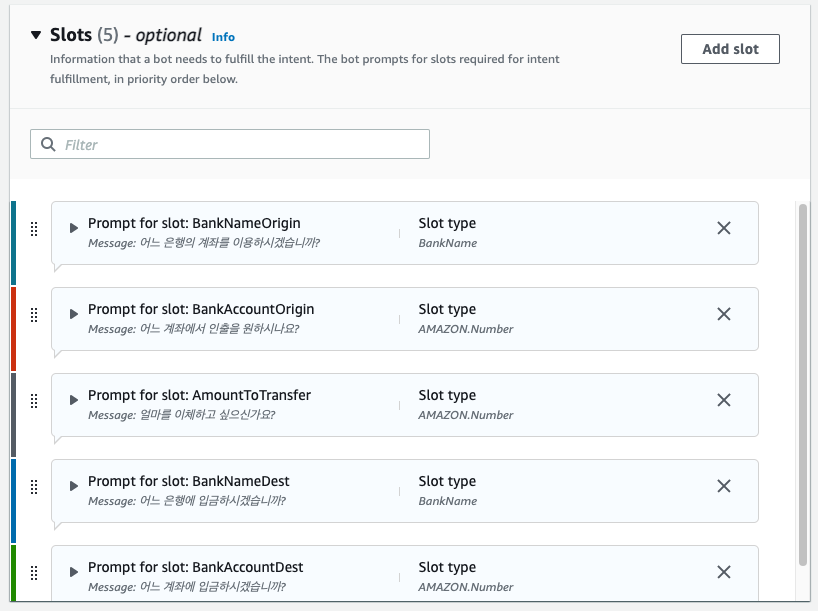 Slots (5) - optional Info
Information that a bot needs to fulfill the intent. The bot prompts for slots required for intent
fulfillment, in priority order below.
Add slot
Filter
Prompt for slot: BankNameOrigin
Message: 어느 은행의 계좌를 이용하시겠습니까?
Slot type
BankName
Prompt for slot: BankAccountOrigin
Message: 어느 계좌에서 인출을 원하시나요?
Slot type
AMAZON.Number
Prompt for slot: AmountToTransfer
Message: 얼마를 이체하고 싶으신가요?
Slot type
AMAZON.Number
Prompt for slot: BankNameDest
Message: 어느 은행에 입금하시겠습니까?
Slot type
BankName
Prompt for slot: BankAccountDest
Message: 어느 계좌에 입금하시겠습니까?
Slot type
AMAZON.Number